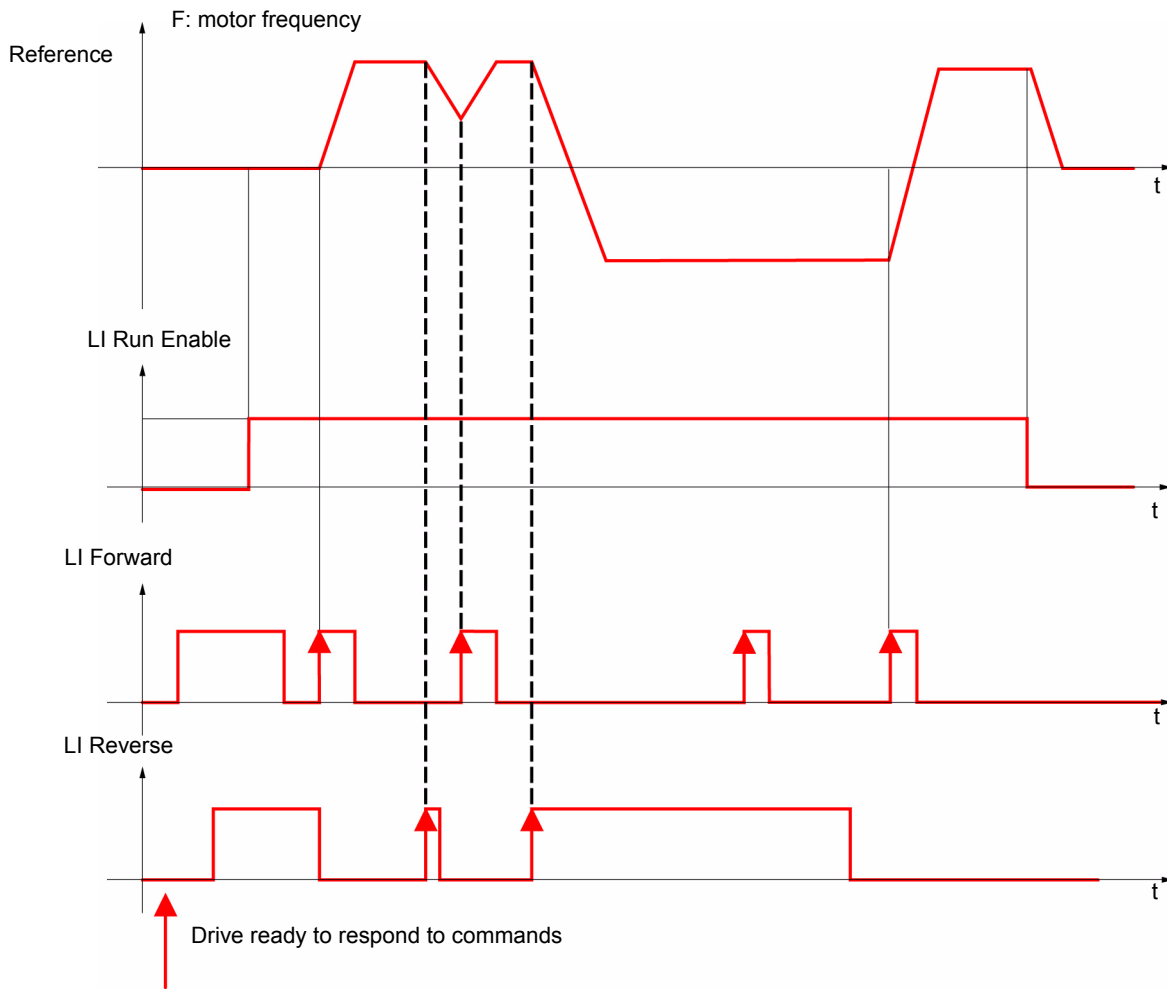 F: motor frequency
Reference
t
LI Run Enable
t
LI Forward
t
LI Reverse
t
Drive ready to respond to commands